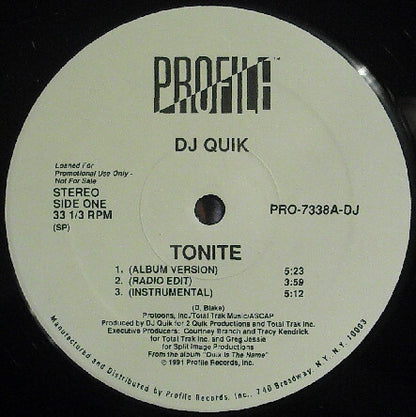 PROFILE™
DJ QUIK
Loaned For
Promotional Use Only -
Not For Sale
STEREO
SIDE ONE
33 1/3 RPM
(SP)
PRO-7338A-DJ
TONITE
1. (ALBUM VERSION) 5:23
2. (RADIO EDIT) 3:59
3. (INSTRUMENTAL) 5:12
(D. Blake)
Protoons, Inc./Total Trak Music/ASCAP
Produced by DJ Quik for 2 Quik Productions and Total Trak Inc.
Executive Producers: Courtney Branch and Tracy Kendrick
for Total Trak Inc. and Greg Jessie
for Split Image Productions
From the album "Quik Is The Name"
℗ 1991 Profile Records, Inc.
Manufactured and Distributed by Profile Records, Inc., 740 Broadway, N.Y. N.Y. 10003